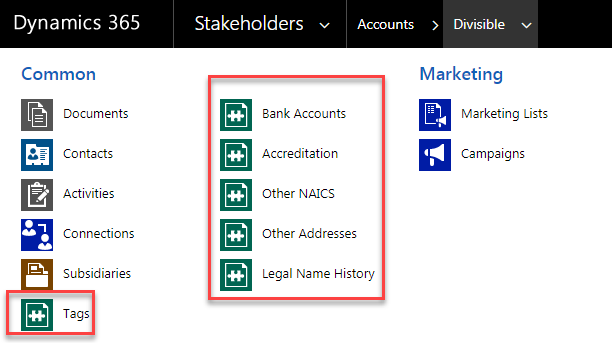 Dynamics 365 Stakeholders Accounts Divisible
Common
Documents
Contacts
Activities
Connections
Subsidiaries
Tags
Bank Accounts
Accreditation
Other NAICS
Other Addresses
Legal Name History
Marketing
Marketing Lists
Campaigns